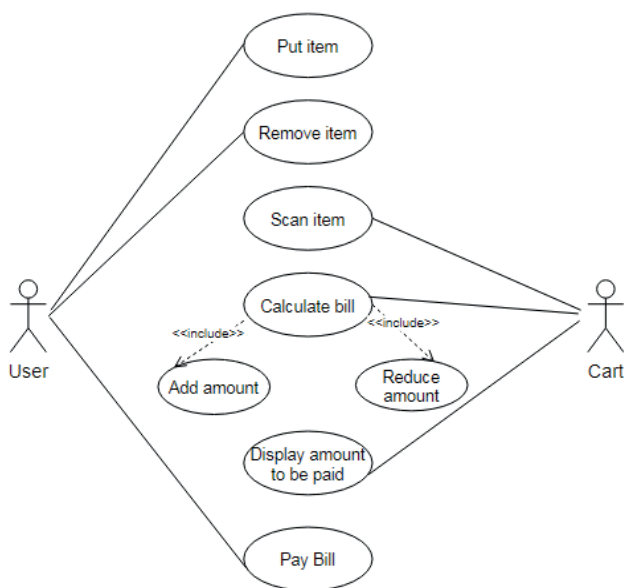 Put item
Remove item
Scan item
Calculate bill
<<include>>
<<include>>
User
Cart
Add amount
Reduce
amount
Display amount
to be paid
Pay Bill